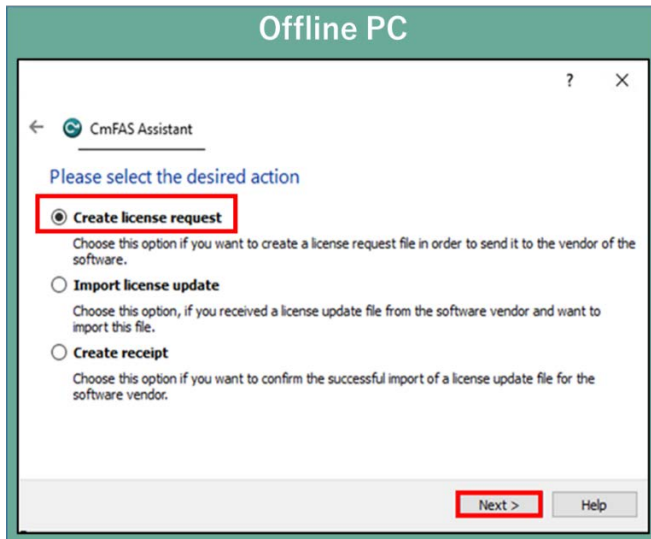 Offline PC
? ×
← CmFAS Assistant
Please select the desired action
Create license request
Choose this option if you want to create a license request file in order to send it to the vendor of the
software.
Import license update
Choose this option, if you received a license update file from the software vendor and want to
import this file.
Create receipt
Choose this option if you want to confirm the successful import of a license update file for the
software vendor.
Next > Help